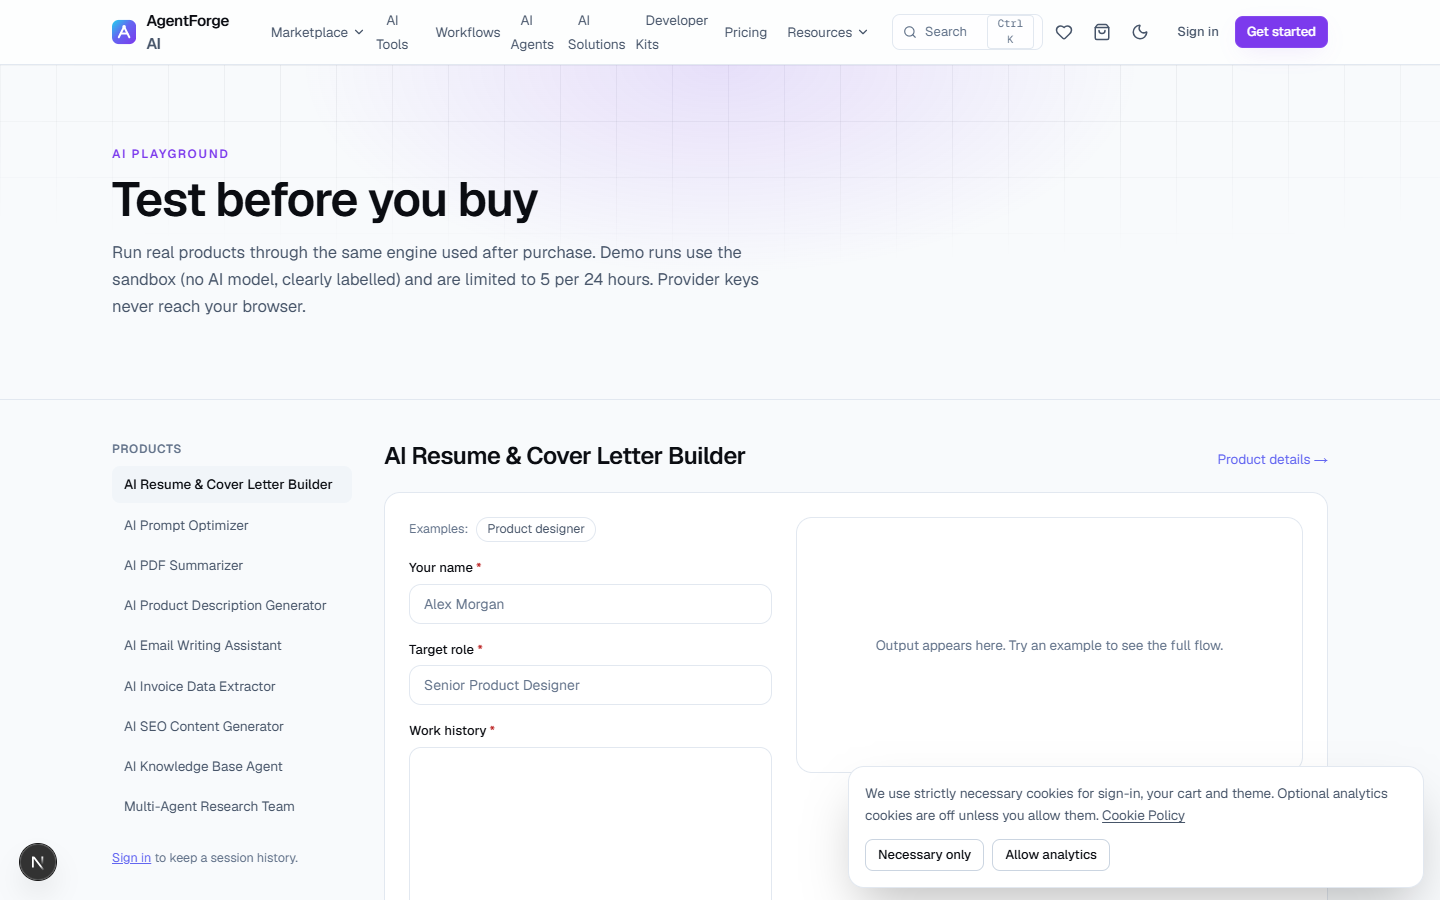 AgentForge
AI
Marketplace
AI
Tools
Workflows
AI
Agents
AI
Solutions
Developer
Kits
Pricing
Resources
Search
Ctrl
K
Sign in
Get started
AI PLAYGROUND
Test before you buy
Run real products through the same engine used after purchase. Demo runs use the
sandbox (no AI model, clearly labelled) and are limited to 5 per 24 hours. Provider keys
never reach your browser.
PRODUCTS
AI Resume & Cover Letter Builder
AI Prompt Optimizer
AI PDF Summarizer
AI Product Description Generator
AI Email Writing Assistant
AI Invoice Data Extractor
AI SEO Content Generator
AI Knowledge Base Agent
Multi-Agent Research Team
Sign in to keep a session history.
AI Resume & Cover Letter Builder
Product details →
Examples: Product designer
Your name *
Alex Morgan
Target role *
Senior Product Designer
Work history *
Output appears here. Try an example to see the full flow.
We use strictly necessary cookies for sign-in, your cart and theme. Optional analytics
cookies are off unless you allow them. Cookie Policy
Necessary only
Allow analytics
N